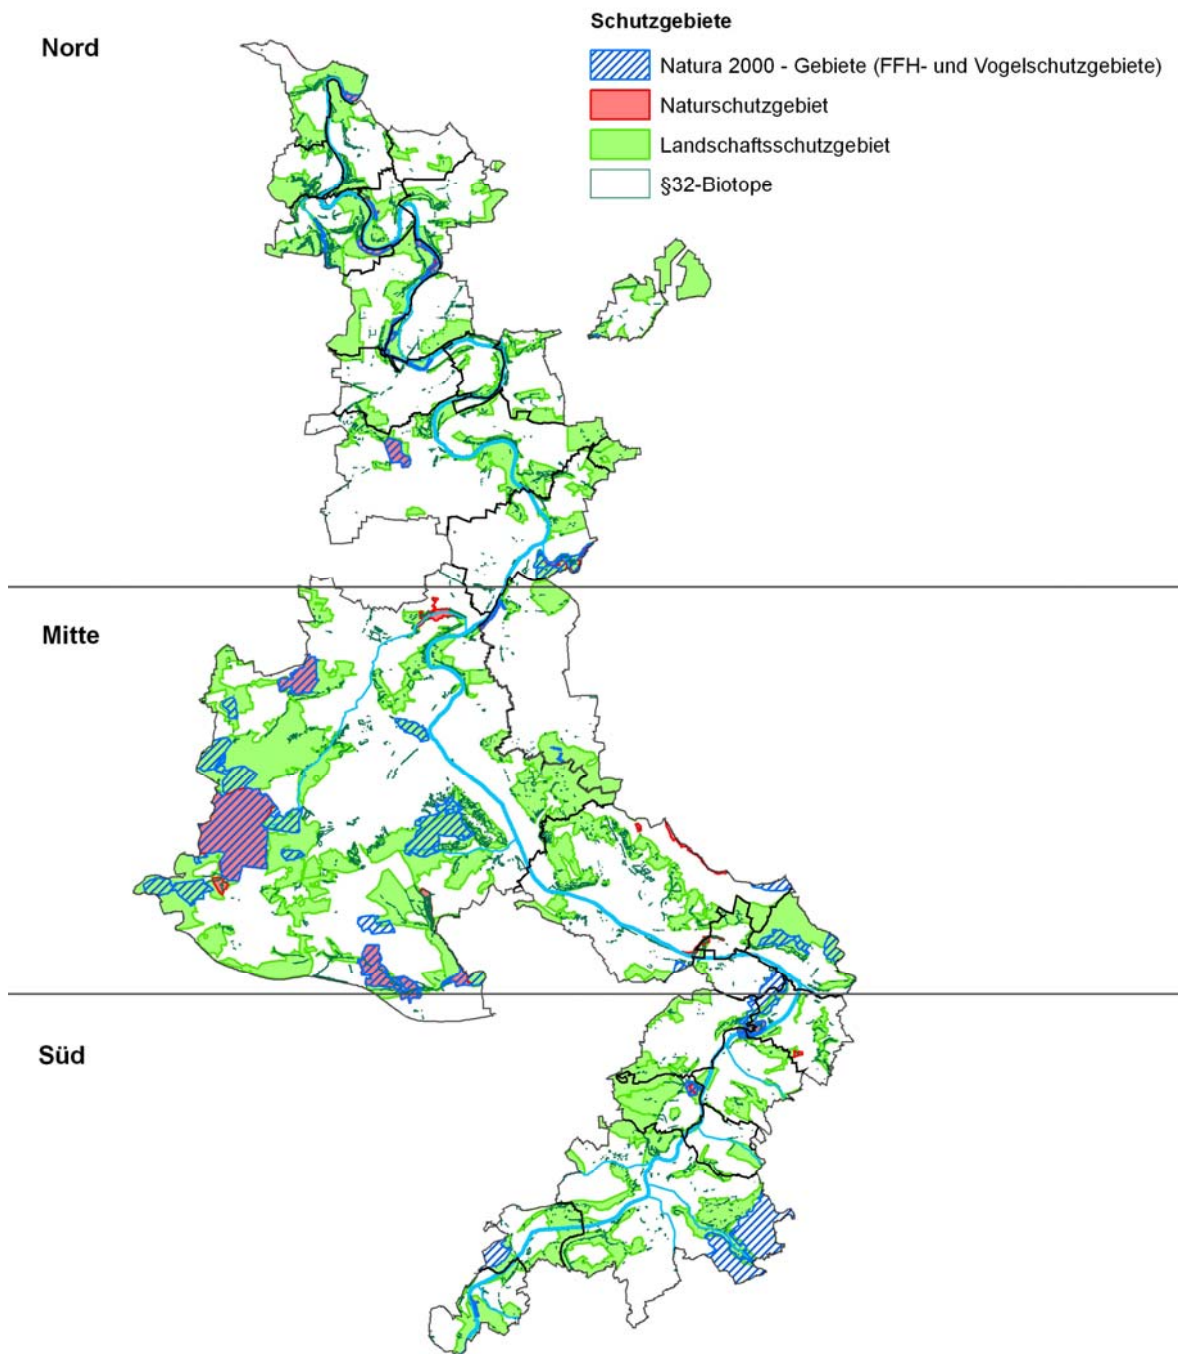 Nord
Schutzgebiete
Natura 2000 - Gebiete (FFH- und Vogelschutzgebiete)
Naturschutzgebiet
Landschaftsschutzgebiet
§32-Biotope
Mitte
Süd